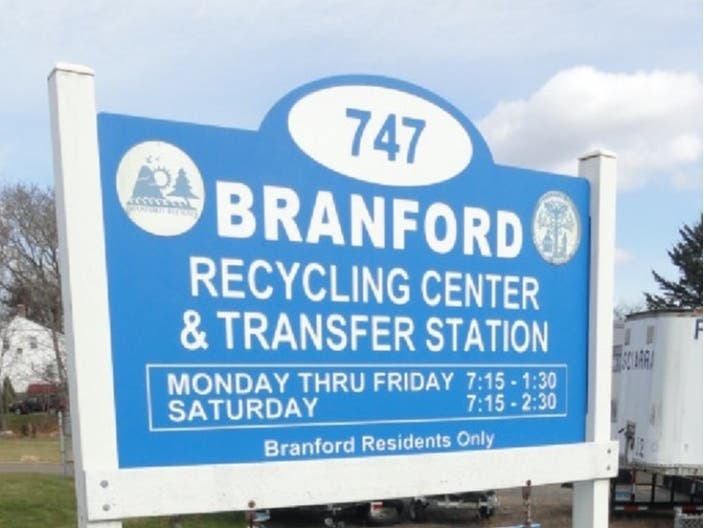 747
BRANFORD
RECYCLING CENTER
& TRANSFER STATION
MONDAY THRU FRIDAY 7:15 - 1:30
SATURDAY 7:15 - 2:30
Branford Residents Only